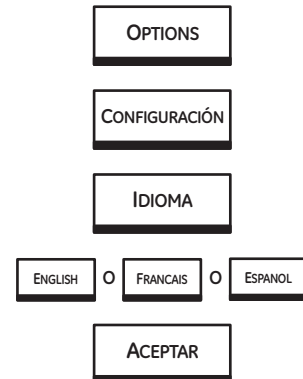 OPTIONS
CONFIGURACIÓN
IDIOMA
ENGLISH O FRANCAIS O ESPANOL
ACEPTAR